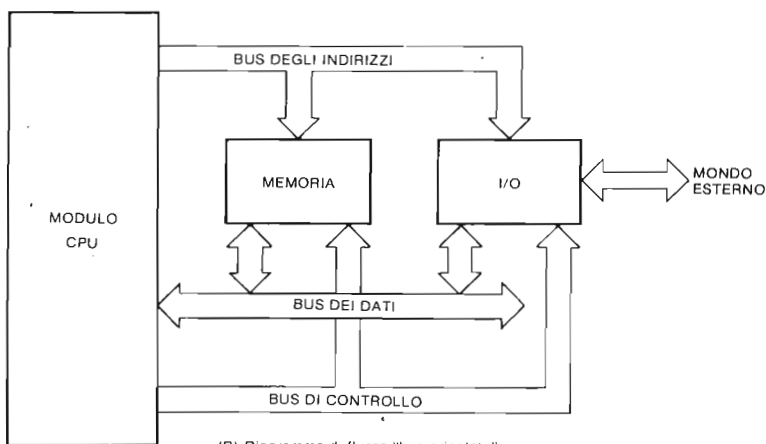 BUS DEGLI INDIRIZZI
MEMORIA
I/O
MONDO
ESTERNO
MODULO
CPU
BUS DEI DATI
BUS DI CONTROLLO